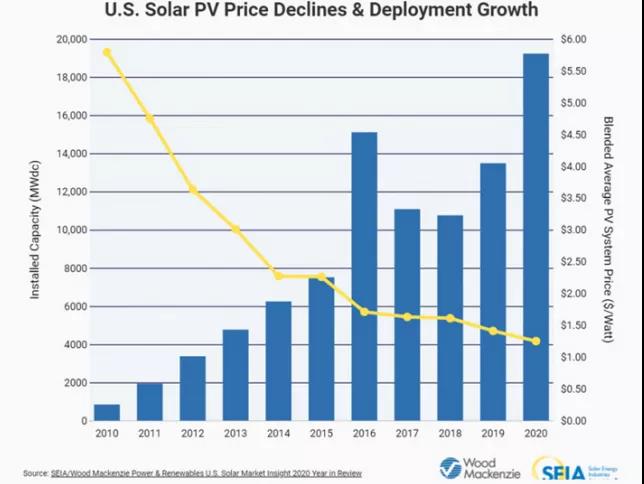 U.S. Solar PV Price Declines & Deployment Growth
20,000
18,000
16,000
14,000
12,000
10,000
8000
6000
4000
2000
0
Installed Capacity (MWdc)
$6.00
$5.50
$5.00
$4.50
$4.00
$3.50
$3.00
$2.50
$2.00
$1.50
$1.00
$0.50
$0.00
Blended Average PV System Price ($/Watt)
2010 2011 2012 2013 2014 2015 2016 2017 2018 2019 2020
Source: SEIA/Wood Mackenzie Power & Renewables U.S. Solar Market Insight 2020 Year in Review
Wood
Mackenzie
SEIA
Solar Energy
Industries